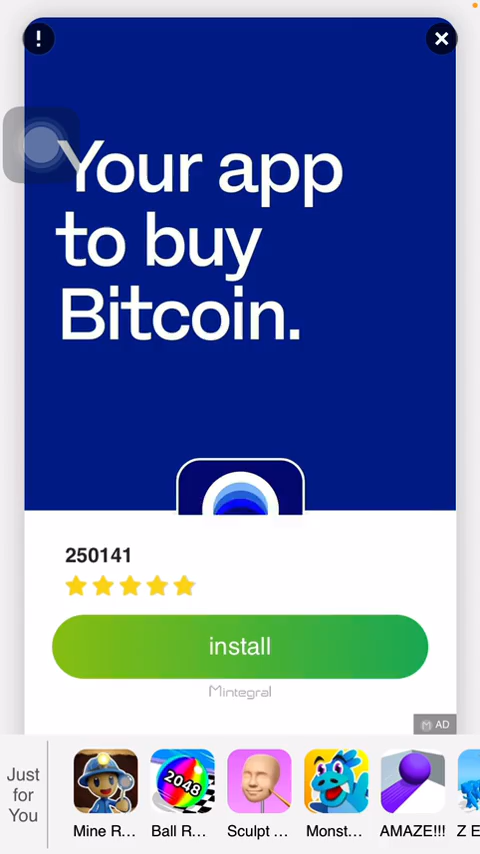 Your app
to buy
Bitcoin.
250141
install
Mintegral
AD
Just
for
You
2048
Mine R...
Ball R...
Sculpt ...
Monst...
AMAZE!!!
Z E